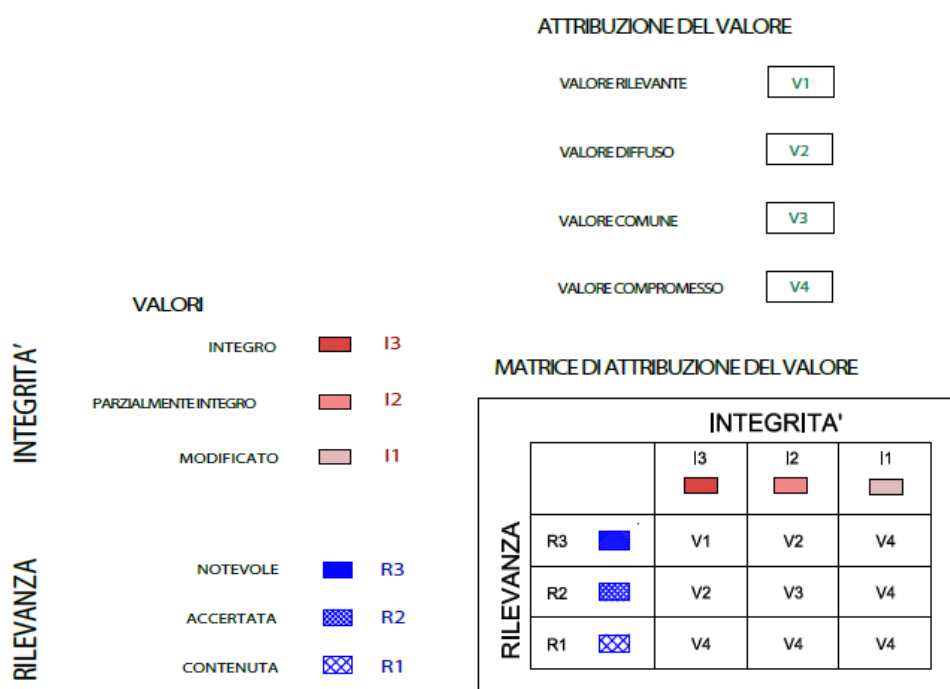 ATTRIBUZIONE DEL VALORE
VALORE RILEVANTE V1
VALORE DIFFUSO V2
VALORE COMUNE V3
VALORE COMPROMESSO V4
VALORI
INTEGRITA'
INTEGRO I3
PARZIALMENTE INTEGRO I2
MODIFICATO I1
RILEVANZA
NOTEVOLE R3
ACCERTATA R2
CONTENUTA R1
MATRICE DI ATTRIBUZIONE DEL VALORE
INTEGRITA'
I3 I2 I1
RILEVANZA
R3 V1 V2 V4
R2 V2 V3 V4
R1 V4 V4 V4